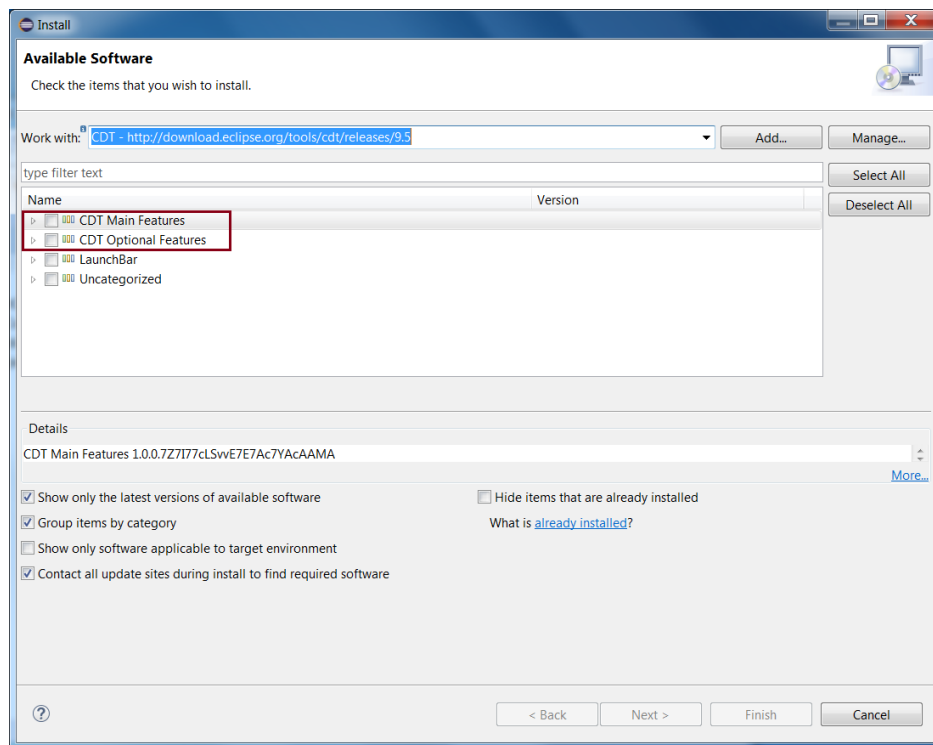 Install
Available Software
Check the items that you wish to install.
Work with: CDT - http://download.eclipse.org/tools/cdt/releases/9.5 Add... Manage...
type filter text Select All
Name Version Deselect All
CDT Main Features
CDT Optional Features
LaunchBar
Uncategorized
Details
CDT Main Features 1.0.0.7Z7I77cLSvvE7E7Ac7YAcAAMA
More...
Show only the latest versions of available software Hide items that are already installed
Group items by category What is already installed?
Show only software applicable to target environment
Contact all update sites during install to find required software
? < Back Next > Finish Cancel